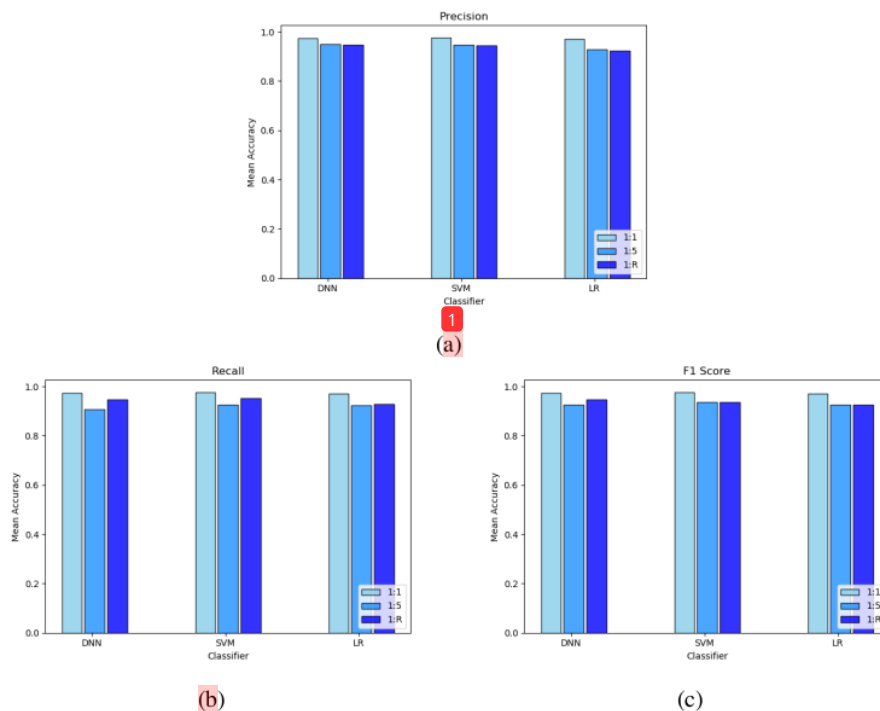 Precision
Mean Accuracy
1.0
0.8
0.6
0.4
0.2
0.0
DNN SVM LR
Classifier
1:1
1:5
1:R
1
(a)
Recall
Mean Accuracy
1.0
0.8
0.6
0.4
0.2
0.0
DNN SVM LR
Classifier
1:1
1:5
1:R
(b)
F1 Score
Mean Accuracy
1.0
0.8
0.6
0.4
0.2
0.0
DNN SVM LR
Classifier
1:1
1:5
1:R
(c)